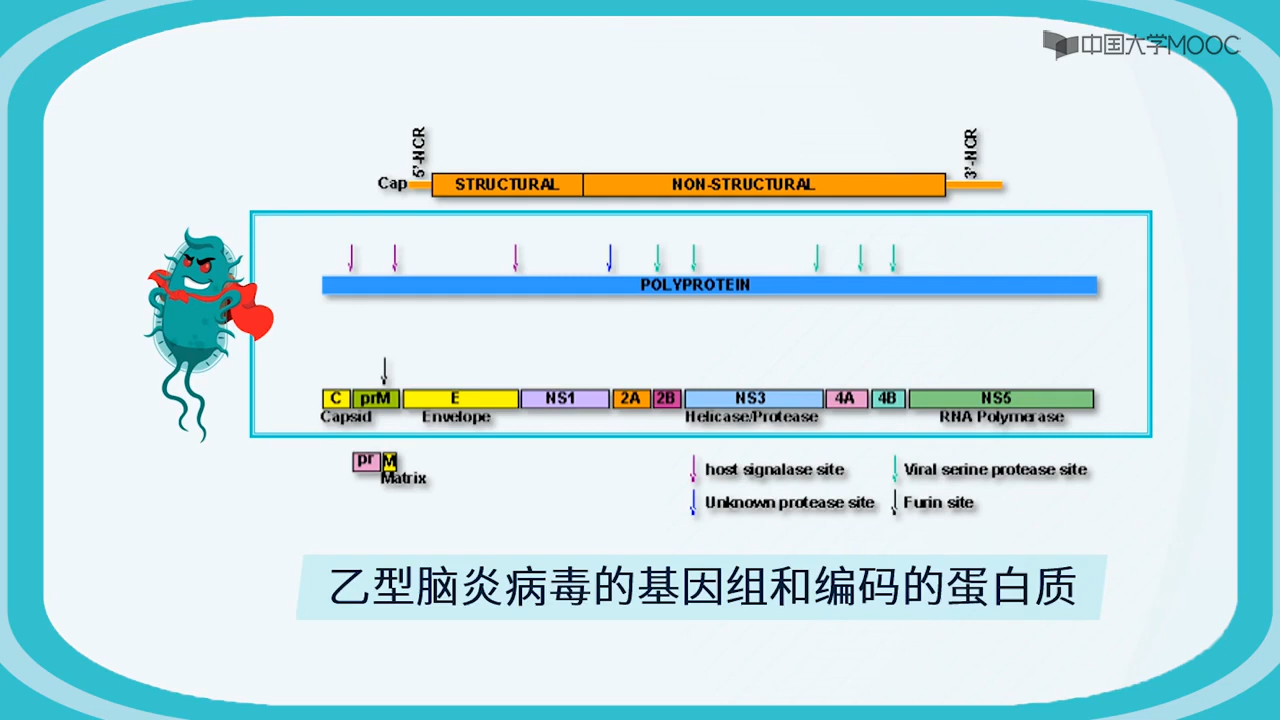 中国大学MOOC
5'-NCR
3'-NCR
Cap
STRUCTURAL
NON-STRUCTURAL
POLYPROTEIN
C prM E NS1 2A 2B NS3 4A 4B NS5
Capsid Envelope Helicase/Protease RNA Polymerase
pr M
Matrix
host signalase site
Viral serine protease site
Unknown protease site
Furin site
乙型脑炎病毒的基因组和编码的蛋白质